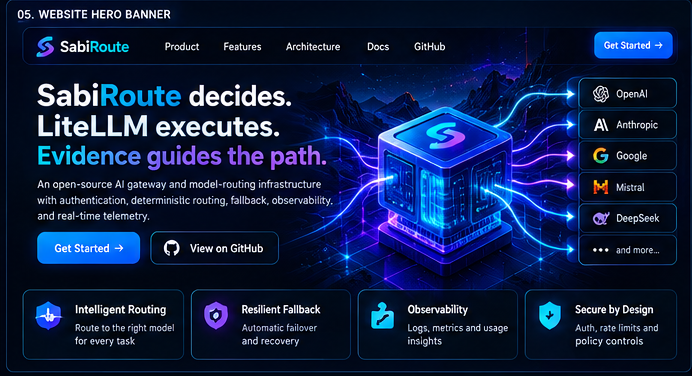 05. WEBSITE HERO BANNER
SabiRoute
Product
Features
Architecture
Docs
GitHub
Get Started →
SabiRoute decides.
LiteLLM executes.
Evidence guides the path.
An open-source AI gateway and model-routing infrastructure
with authentication, deterministic routing, fallback, observability,
and real-time telemetry.
Get Started →
View on GitHub
OpenAI
Anthropic
Google
Mistral
DeepSeek
••• and more...
Intelligent Routing
Route to the right model
for every task
Resilient Fallback
Automatic failover
and recovery
Observability
Logs, metrics and usage
insights
Secure by Design
Auth, rate limits and
policy controls